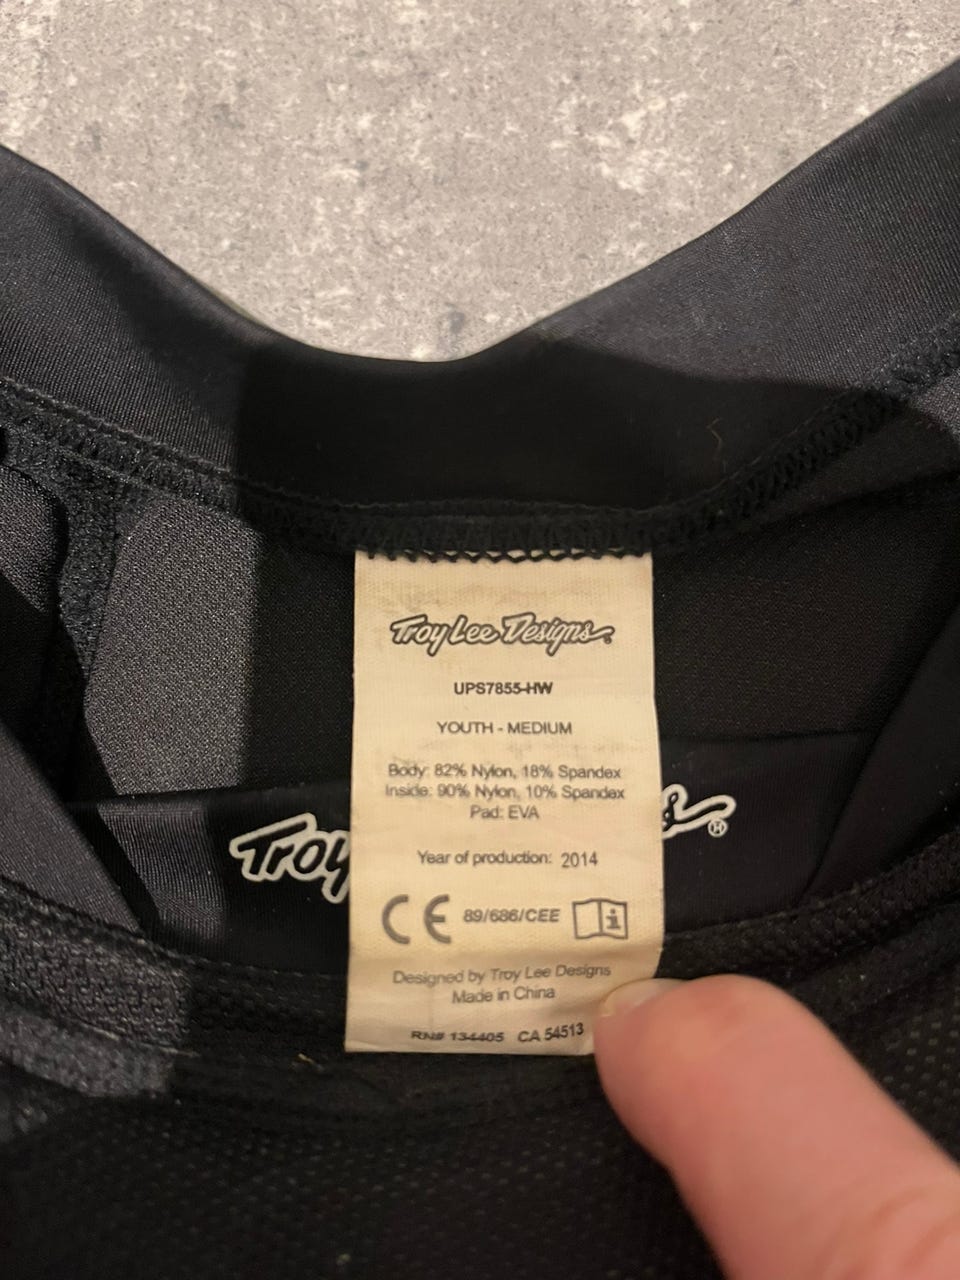 Troy Lee Designs
UPS7855-HW
YOUTH - MEDIUM
Body: 82% Nylon, 18% Spandex
Inside: 90% Nylon, 10% Spandex
Pad: EVA
Troy
Year of production: 2014
CE 89/686/CEE i
Designed by Troy Lee Designs
Made in China
RN# 134405 CA 54513